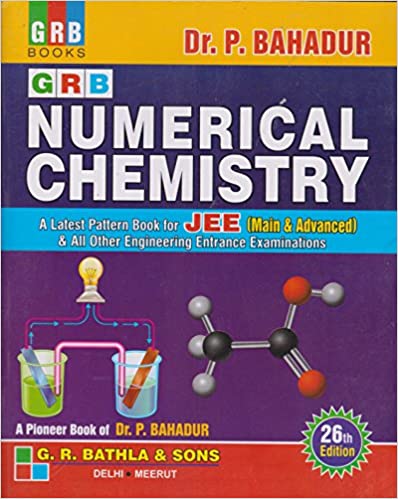 GRB
BOOKS
Dr. P. BAHADUR
GRB
NUMERICAL
CHEMISTRY
A Latest Pattern Book for JEE (Main & Advanced)
& All Other Engineering Entrance Examinations
A Pioneer Book of Dr. P. BAHADUR
26th
Edition
G. R. BATHLA & SONS
DELHI • MEERUT